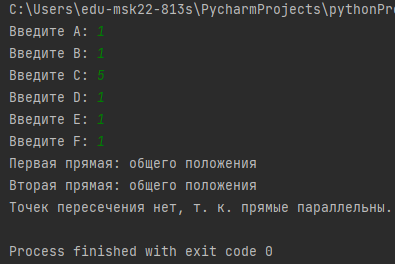 C:\Users\edu-msk22-813s\PycharmProjects\pythonPr
Введите A: 1
Введите B: 1
Введите C: 5
Введите D: 1
Введите E: 1
Введите F: 1
Первая прямая: общего положения
Вторая прямая: общего положения
Точек пересечения нет, т. к. прямые параллельны.
Process finished with exit code 0